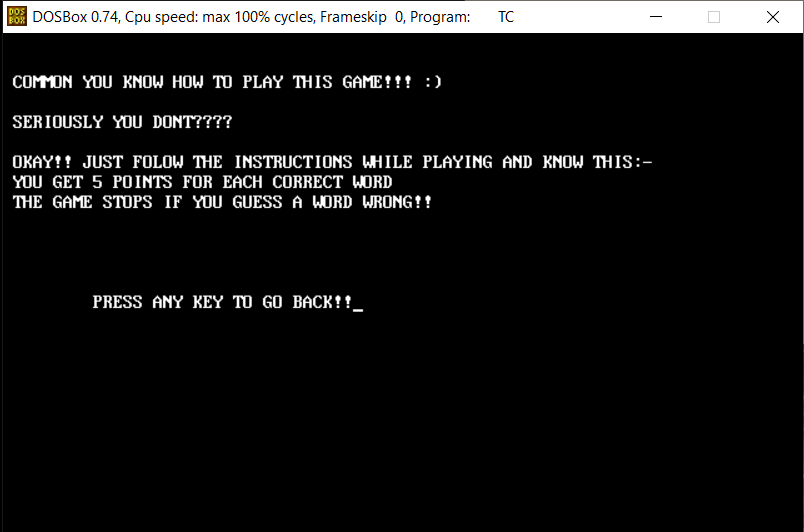 DOS
BOX
DOSBox 0.74, Cpu speed: max 100% cycles, Frameskip 0, Program: TC
COMMON YOU KNOW HOW TO PLAY THIS GAME!!! :)
SERIOUSLY YOU DONT????
OKAY!! JUST FOLOW THE INSTRUCTIONS WHILE PLAYING AND KNOW THIS:-
YOU GET 5 POINTS FOR EACH CORRECT WORD
THE GAME STOPS IF YOU GUESS A WORD WRONG!!
PRESS ANY KEY TO GO BACK!!_